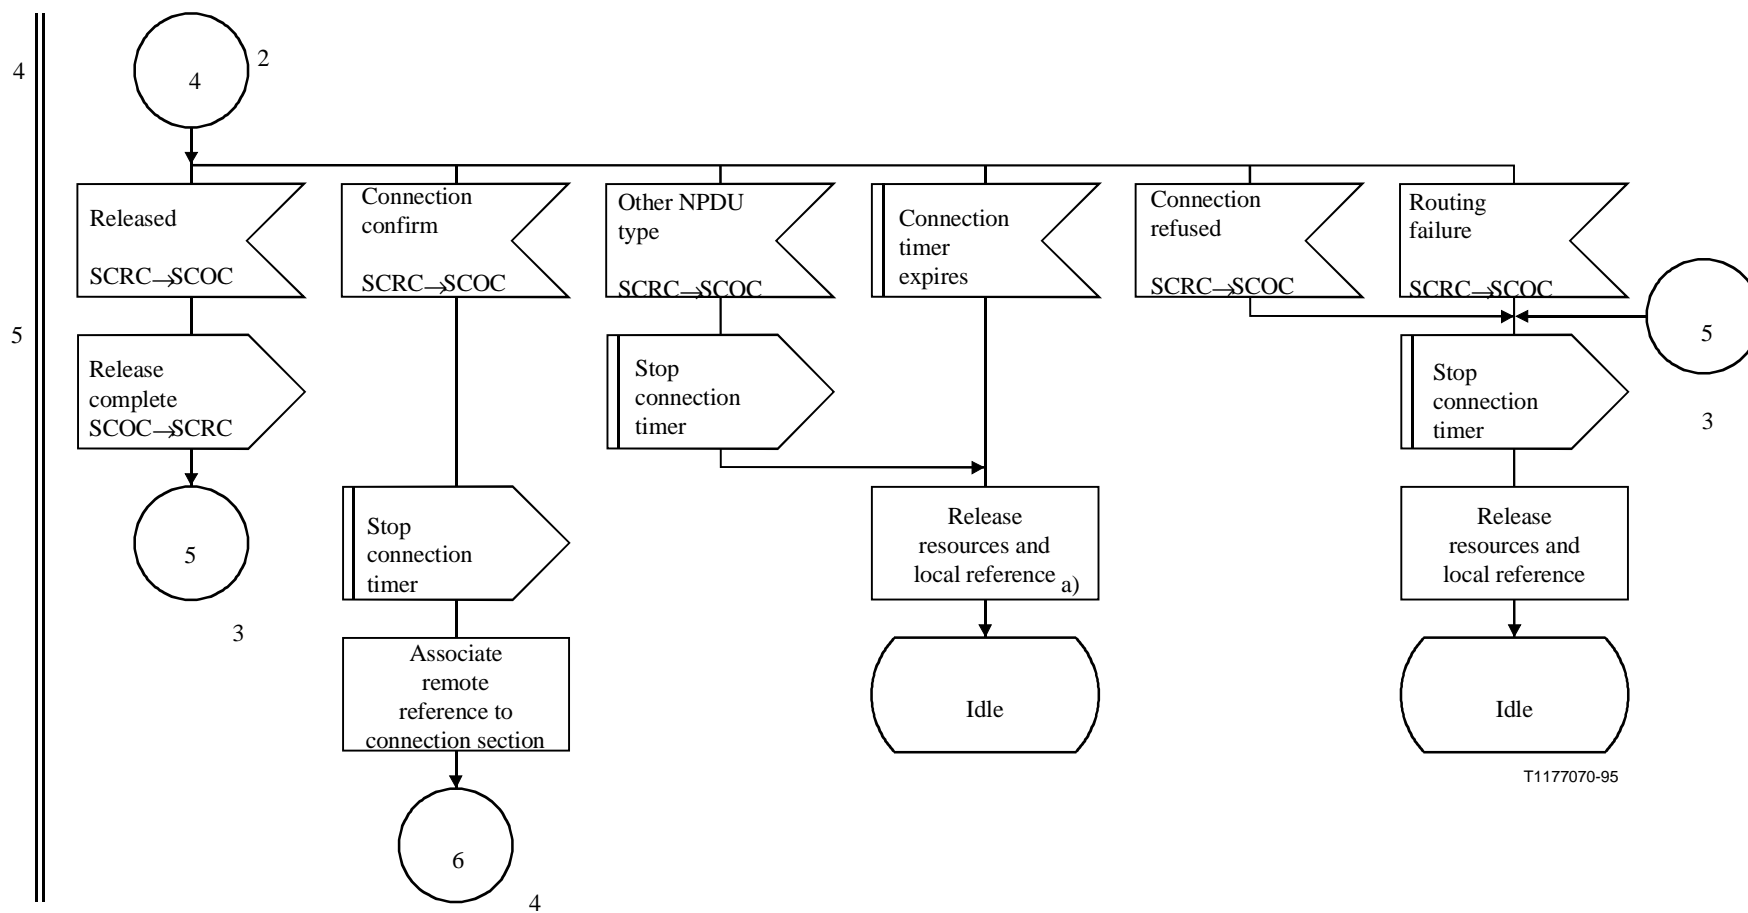 4
4
2
Released
SCRC→SCOC
Connection
confirm
SCRC→SCOC
Other NPDU
type
SCRC→SCOC
Connection
timer
expires
Connection
refused
SCRC→SCOC
Routing
failure
SCRC→SCOC
5
5
3
Release
complete
SCOC→SCRC
Stop
connection
timer
Stop
connection
timer
5
3
Stop
connection
timer
Release
resources and
local reference a)
Release
resources and
local reference
Associate
remote
reference to
connection section
Idle
Idle
T1177070-95
6
4